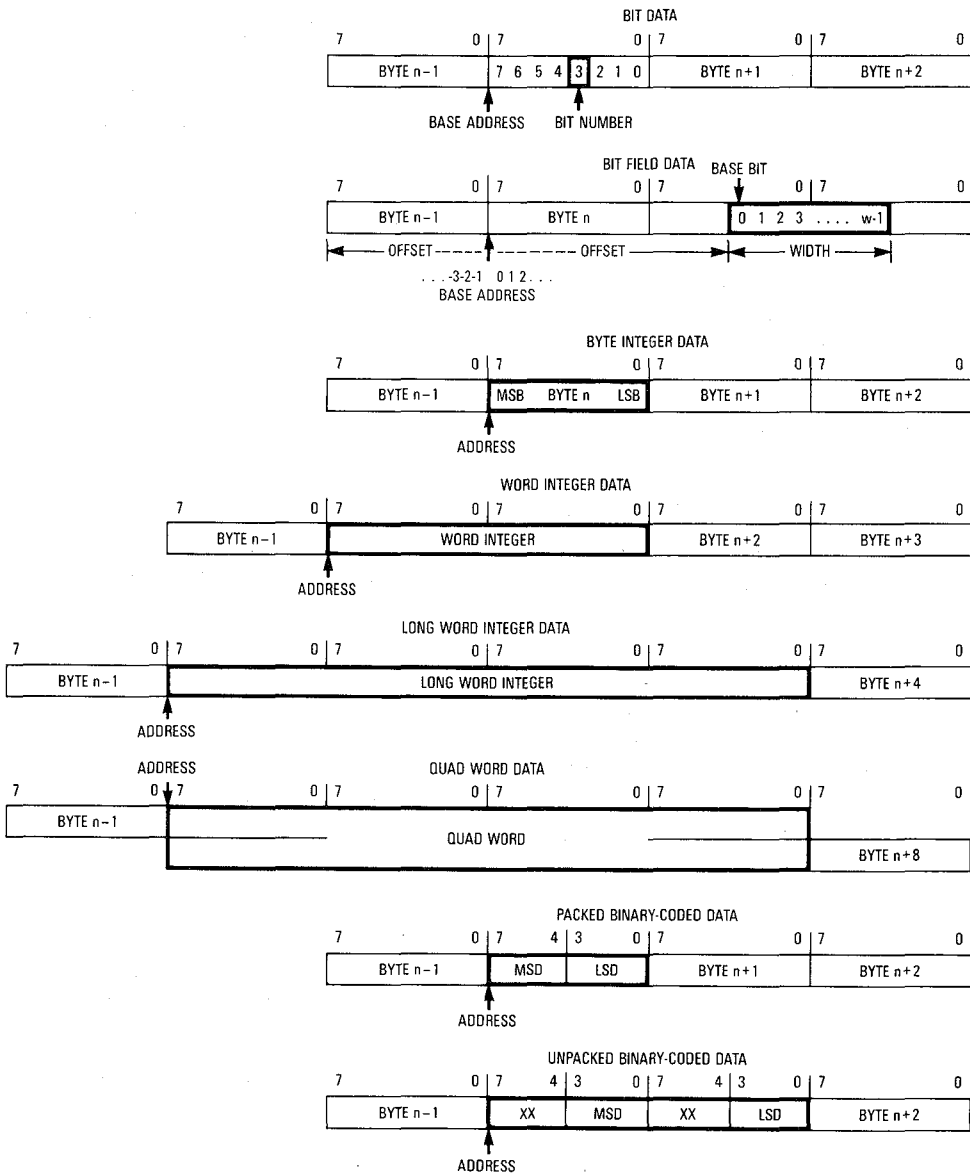 BIT DATA
7 0 7 0 7 0 7 0
BYTE n–1 7 6 5 4 3 2 1 0 BYTE n+1 BYTE n+2
BASE ADDRESS BIT NUMBER
BIT FIELD DATA BASE BIT
7 0 7 0 7 0 7 0
BYTE n–1 BYTE n 0 1 2 3 .... w-1
OFFSET OFFSET WIDTH
...-3-2-1 0 1 2...
BASE ADDRESS
BYTE INTEGER DATA
7 0 7 0 7 0 7 0
BYTE n–1 MSB BYTE n LSB BYTE n+1 BYTE n+2
ADDRESS
WORD INTEGER DATA
7 0 7 0 7 0 7 0 7 0
BYTE n–1 WORD INTEGER BYTE n+2 BYTE n+3
ADDRESS
LONG WORD INTEGER DATA
7 0 7 0 7 0 7 0 7 0 7 0
BYTE n–1 LONG WORD INTEGER BYTE n+4
ADDRESS
ADDRESS QUAD WORD DATA
7 0 7 0 7 0 7 0 7 0 7 0
BYTE n–1
QUAD WORD
BYTE n+8
PACKED BINARY-CODED DATA
7 0 7 4 3 0 7 0 7 0
BYTE n–1 MSD LSD BYTE n+1 BYTE n+2
ADDRESS
UNPACKED BINARY-CODED DATA
7 0 7 4 3 0 7 4 3 0 7 0
BYTE n–1 XX MSD XX LSD BYTE n+2
ADDRESS